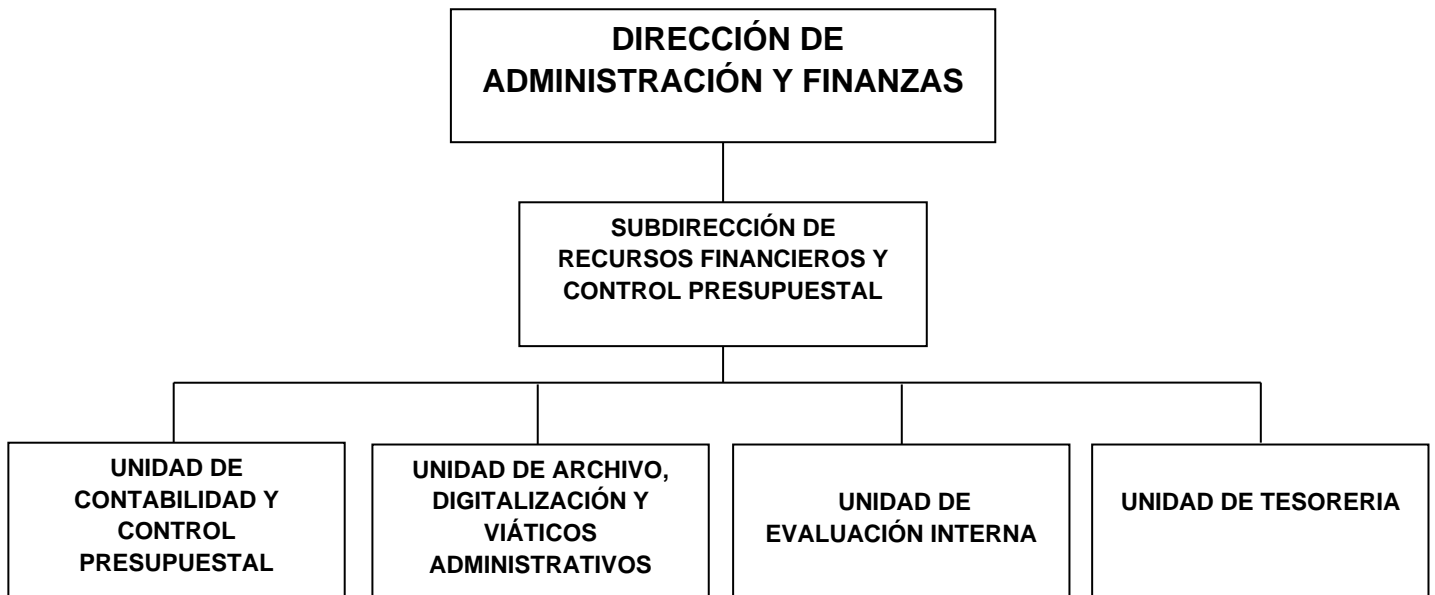 DIRECCIÓN DE
ADMINISTRACIÓN Y FINANZAS
SUBDIRECCIÓN DE
RECURSOS FINANCIEROS Y
CONTROL PRESUPUESTAL
UNIDAD DE
CONTABILIDAD Y
CONTROL
PRESUPUESTAL
UNIDAD DE ARCHIVO,
DIGITALIZACIÓN Y
VIÁTICOS
ADMINISTRATIVOS
UNIDAD DE
EVALUACIÓN INTERNA
UNIDAD DE TESORERIA